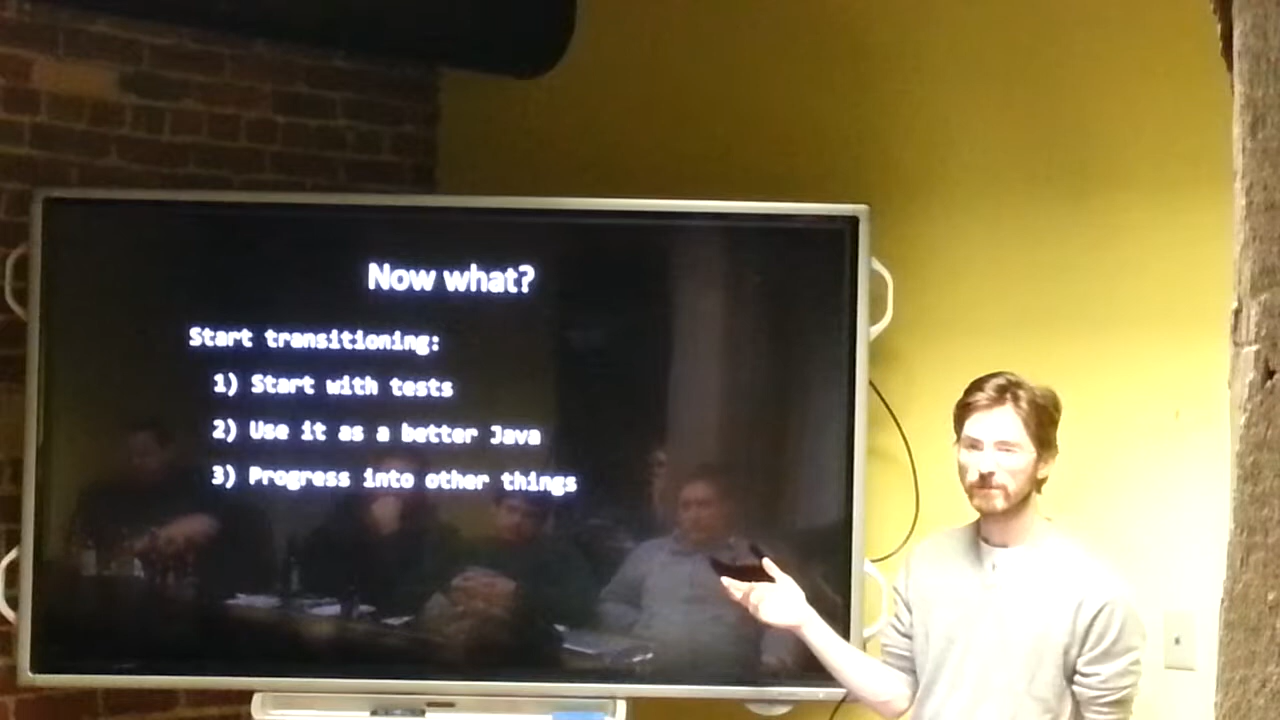 Now what?
Start transitioning:
1) Start with tests
2) Use it as a better Java
3) Progress into other things